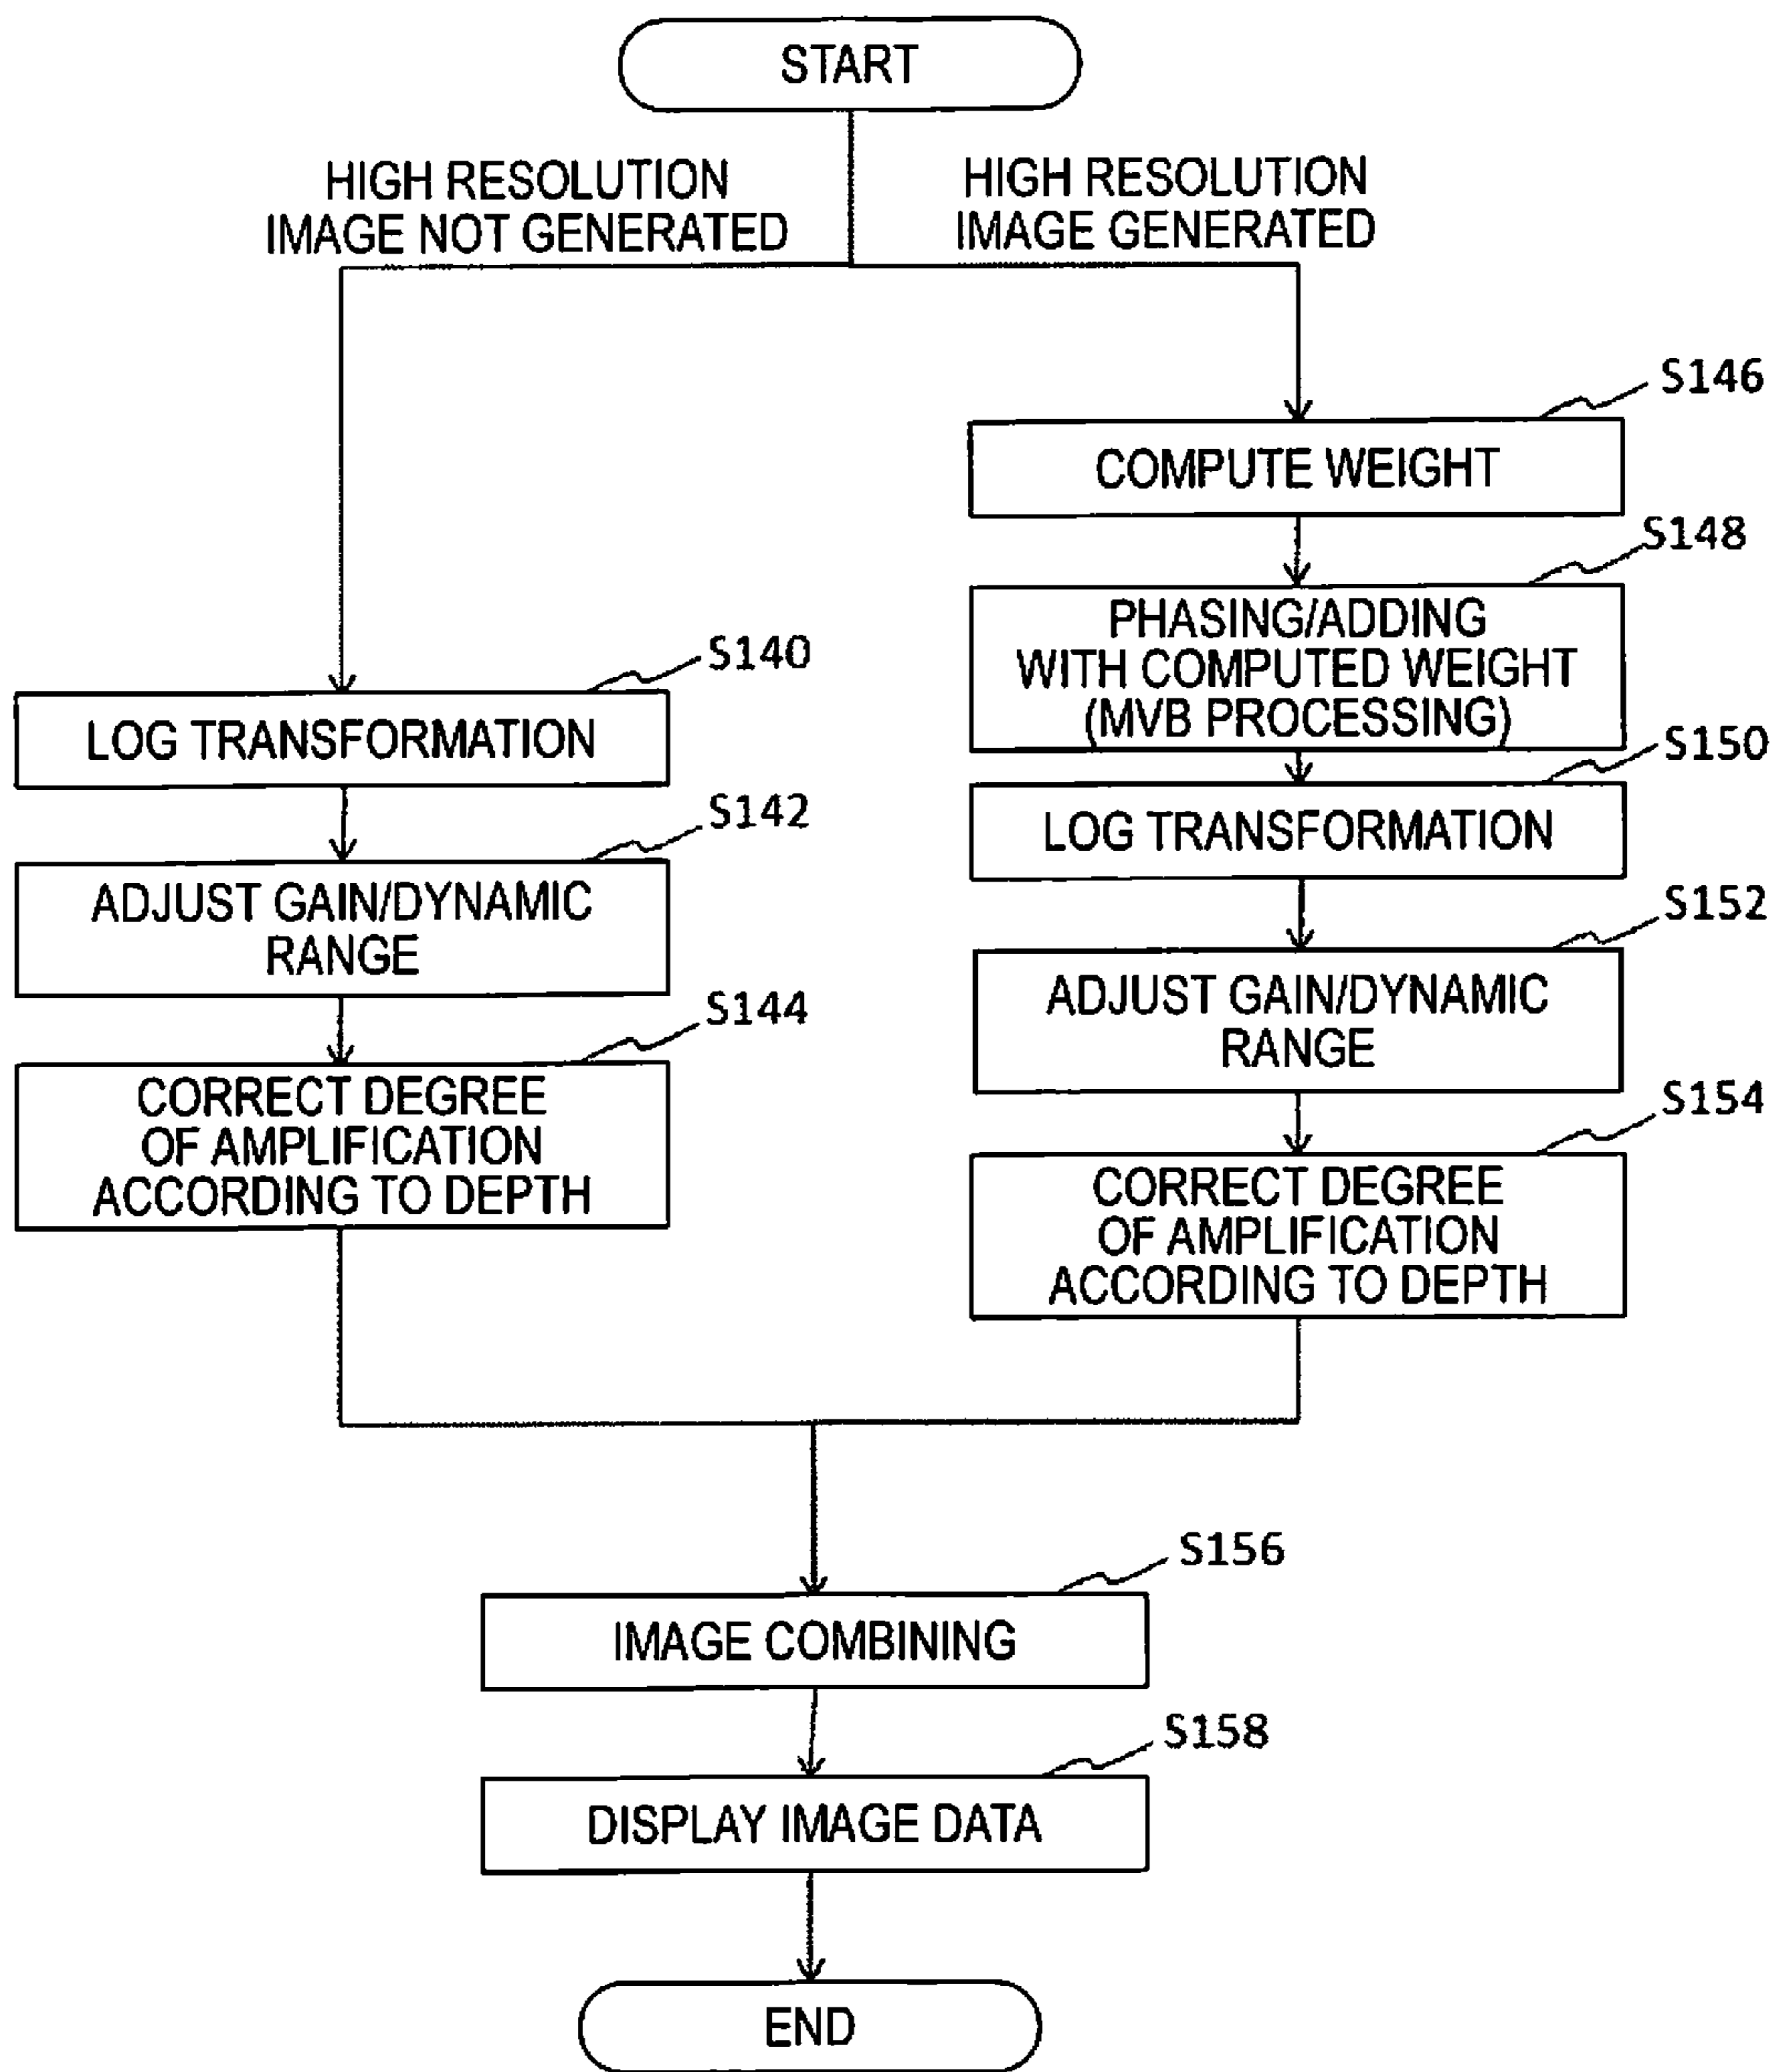 START
HIGH RESOLUTION
IMAGE NOT GENERATED
HIGH RESOLUTION
IMAGE GENERATED
S146
COMPUTE WEIGHT
S148
PHASING/ADDING
WITH COMPUTED WEIGHT
(MVB PROCESSING)
S140
LOG TRANSFORMATION
S150
LOG TRANSFORMATION
S142
ADJUST GAIN/DYNAMIC
RANGE
S152
ADJUST GAIN/DYNAMIC
RANGE
S144
CORRECT DEGREE
OF AMPLIFICATION
ACCORDING TO DEPTH
S154
CORRECT DEGREE
OF AMPLIFICATION
ACCORDING TO DEPTH
S156
IMAGE COMBINING
S158
DISPLAY IMAGE DATA
END